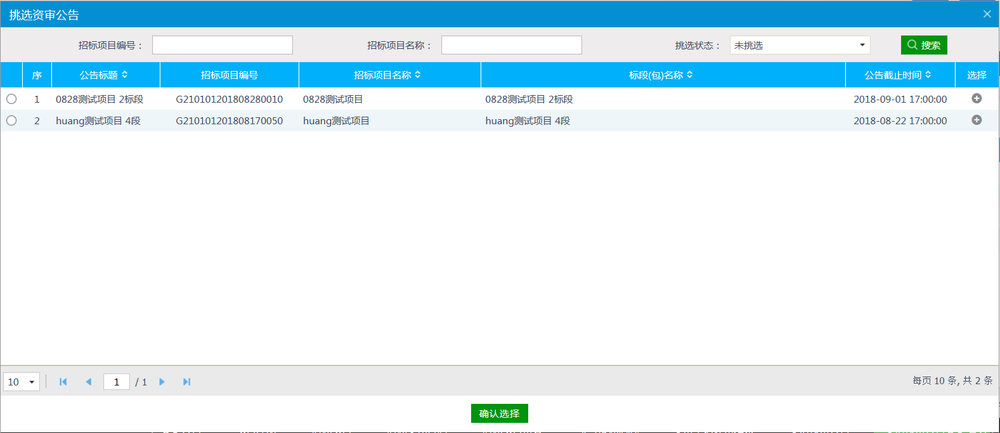 挑选资审公告
招标项目编号： 招标项目名称： 挑选状态： 未挑选 搜索
序 公告标题 招标项目编号 招标项目名称 标段(包)名称 公告截止时间 选择
1 0828测试项目 2标段 G210101201808280010 0828测试项目 0828测试项目 2标段 2018-09-01 17:00:00
2 huang测试项目 4段 G210101201808170050 huang测试项目 huang测试项目 4段 2018-08-22 17:00:00
10 1 / 1 每页 10 条, 共 2 条
确认选择